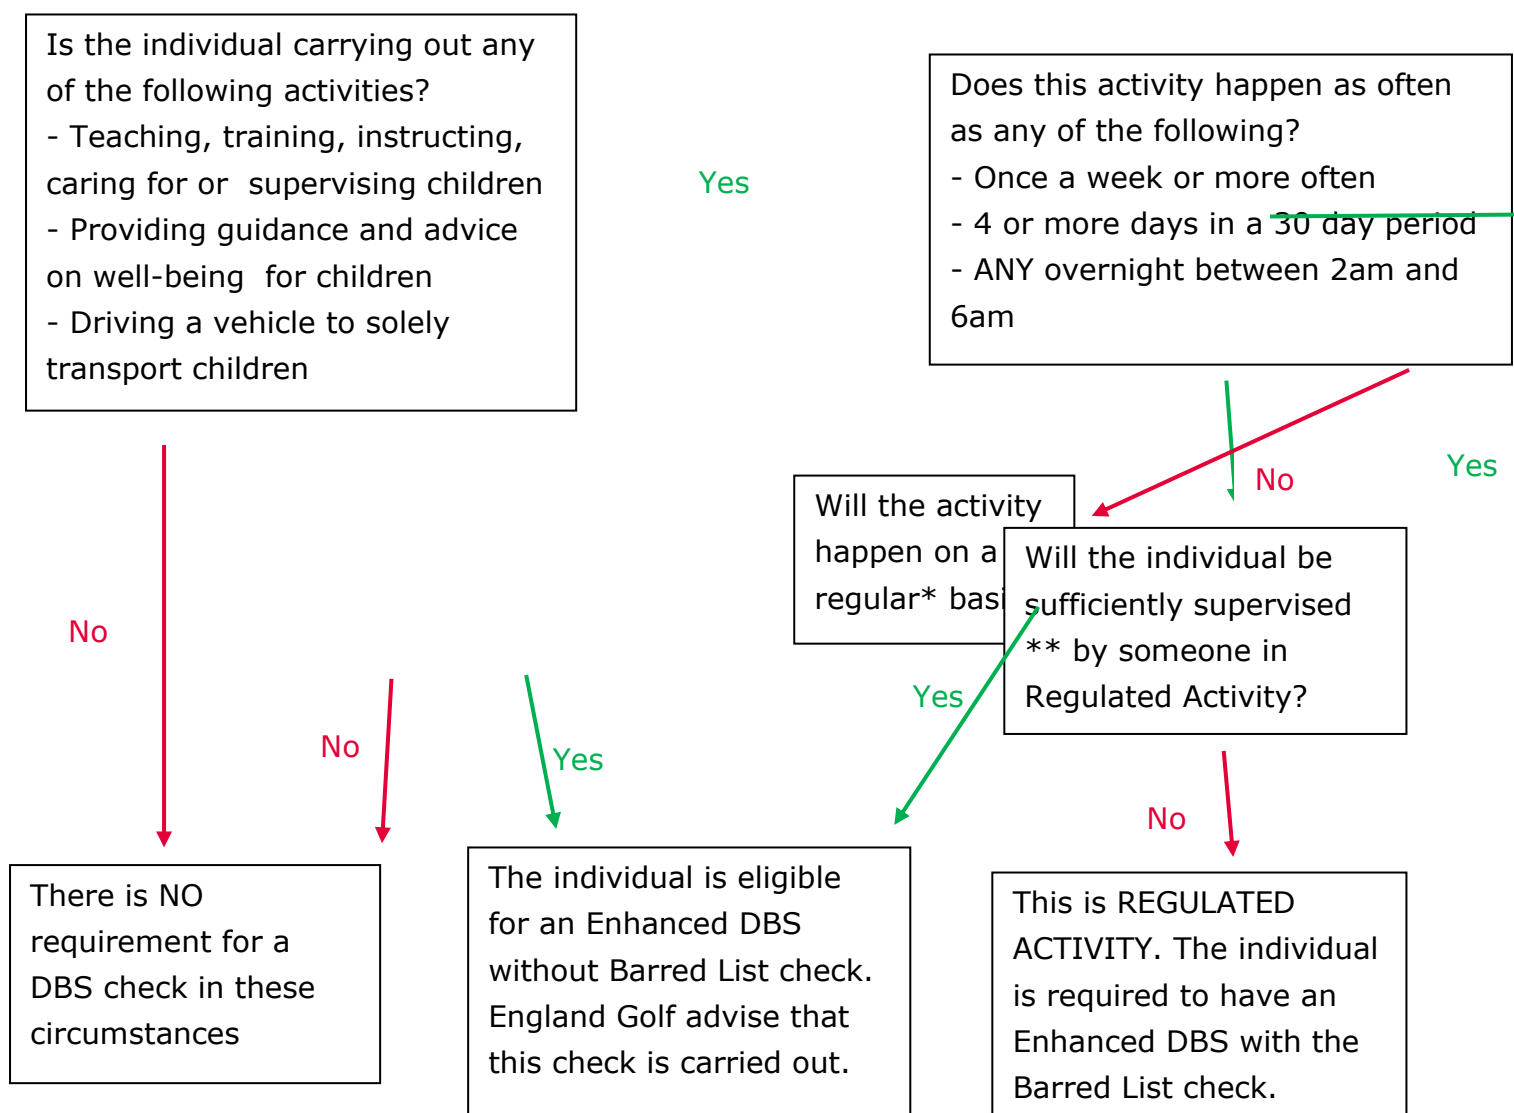 Is the individual carrying out any
of the following activities?
- Teaching, training, instructing,
caring for or  supervising children
- Providing guidance and advice
on well-being  for children
- Driving a vehicle to solely
transport children
Yes
Does this activity happen as often
as any of the following?
- Once a week or more often
- 4 or more days in a 30 day period
- ANY overnight between 2am and
6am
No
Yes
Will the activity
happen on a
regular* basi
Will the individual be
sufficiently supervised
** by someone in
Regulated Activity?
No
No
Yes
Yes
No
There is NO
requirement for a
DBS check in these
circumstances
The individual is eligible
for an Enhanced DBS
without Barred List check.
England Golf advise that
this check is carried out.
This is REGULATED
ACTIVITY. The individual
is required to have an
Enhanced DBS with the
Barred List check.